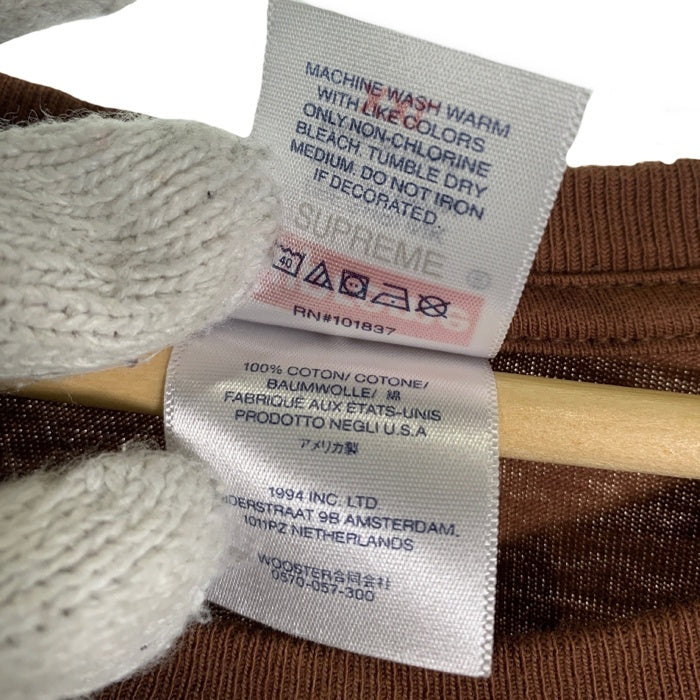 MACHINE WASH WARM
WITH LIKE COLORS
ONLY NON-CHLORINE
BLEACH. TUMBLE DRY
MEDIUM. DO NOT IRON
IF DECORATED.
SUPREME
40
RN#101837
100% COTON/ COTONE/
BAUMWOLLE/ 綿
FABRIQUE AUX ETATS-UNIS
PRODOTTO NEGLI U.S.A
アメリカ製
1994 INC. LTD
DERSTRAAT 9B AMSTERDAM.
1011PZ NETHERLANDS
WOOSTER合同会社
0570-057-300